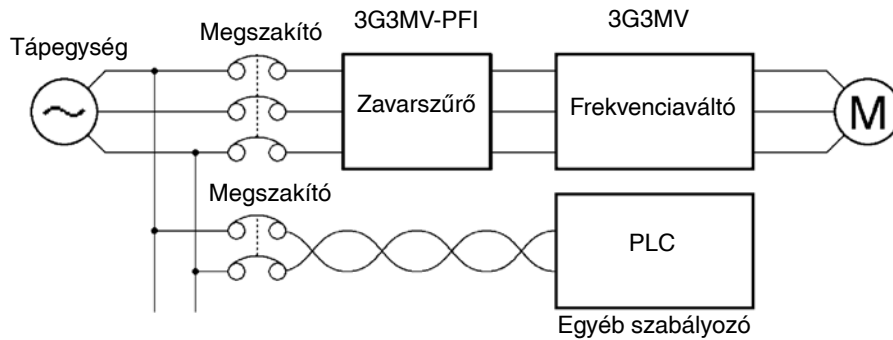 3G3MV-PFI
3G3MV
Tápegység
Megszakító
Zavarszűrő
Frekvenciaváltó
M
Megszakító
PLC
Egyéb szabályozó